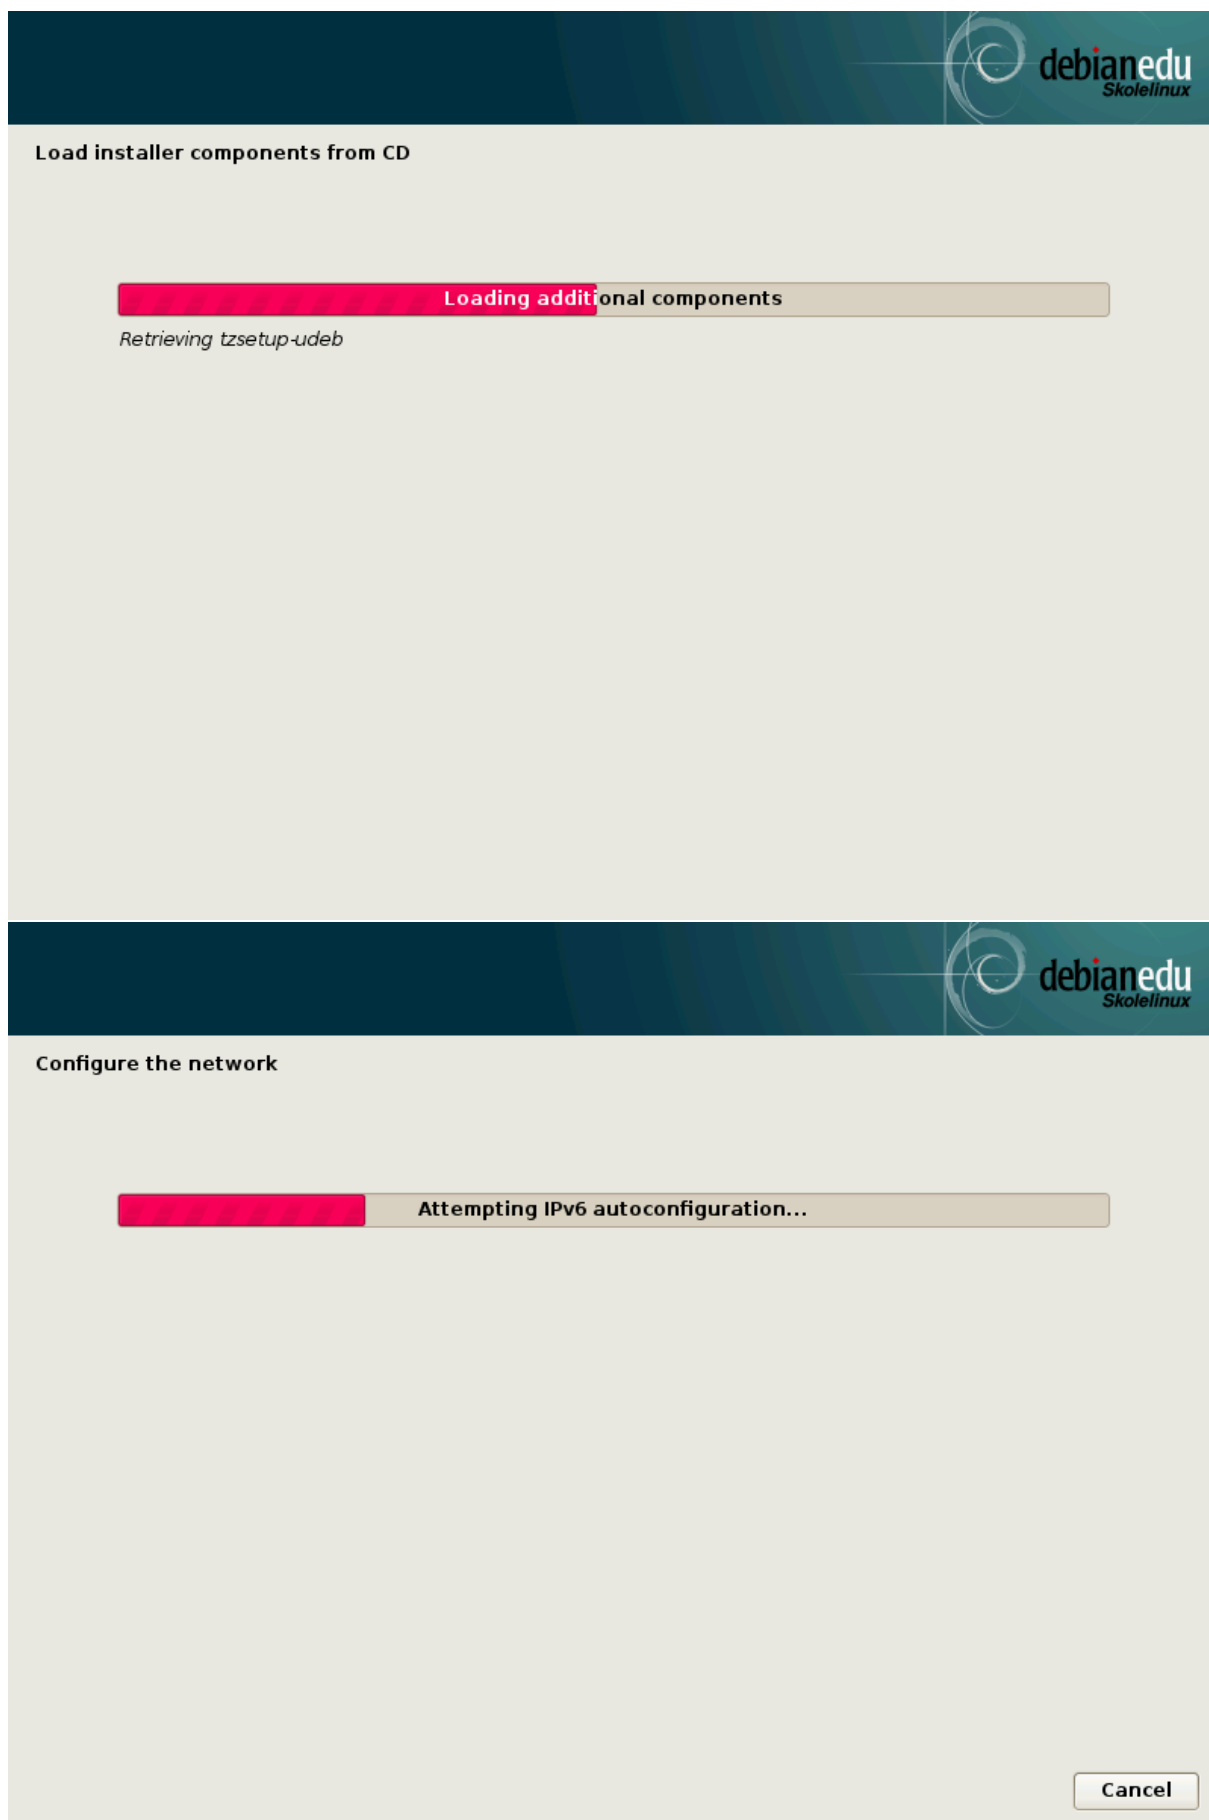 debianedu
Skolelinux
Load installer components from CD
Loading additional components
Retrieving tzsetup-udeb
debianedu
Skolelinux
Configure the network
Attempting IPv6 autoconfiguration...
Cancel